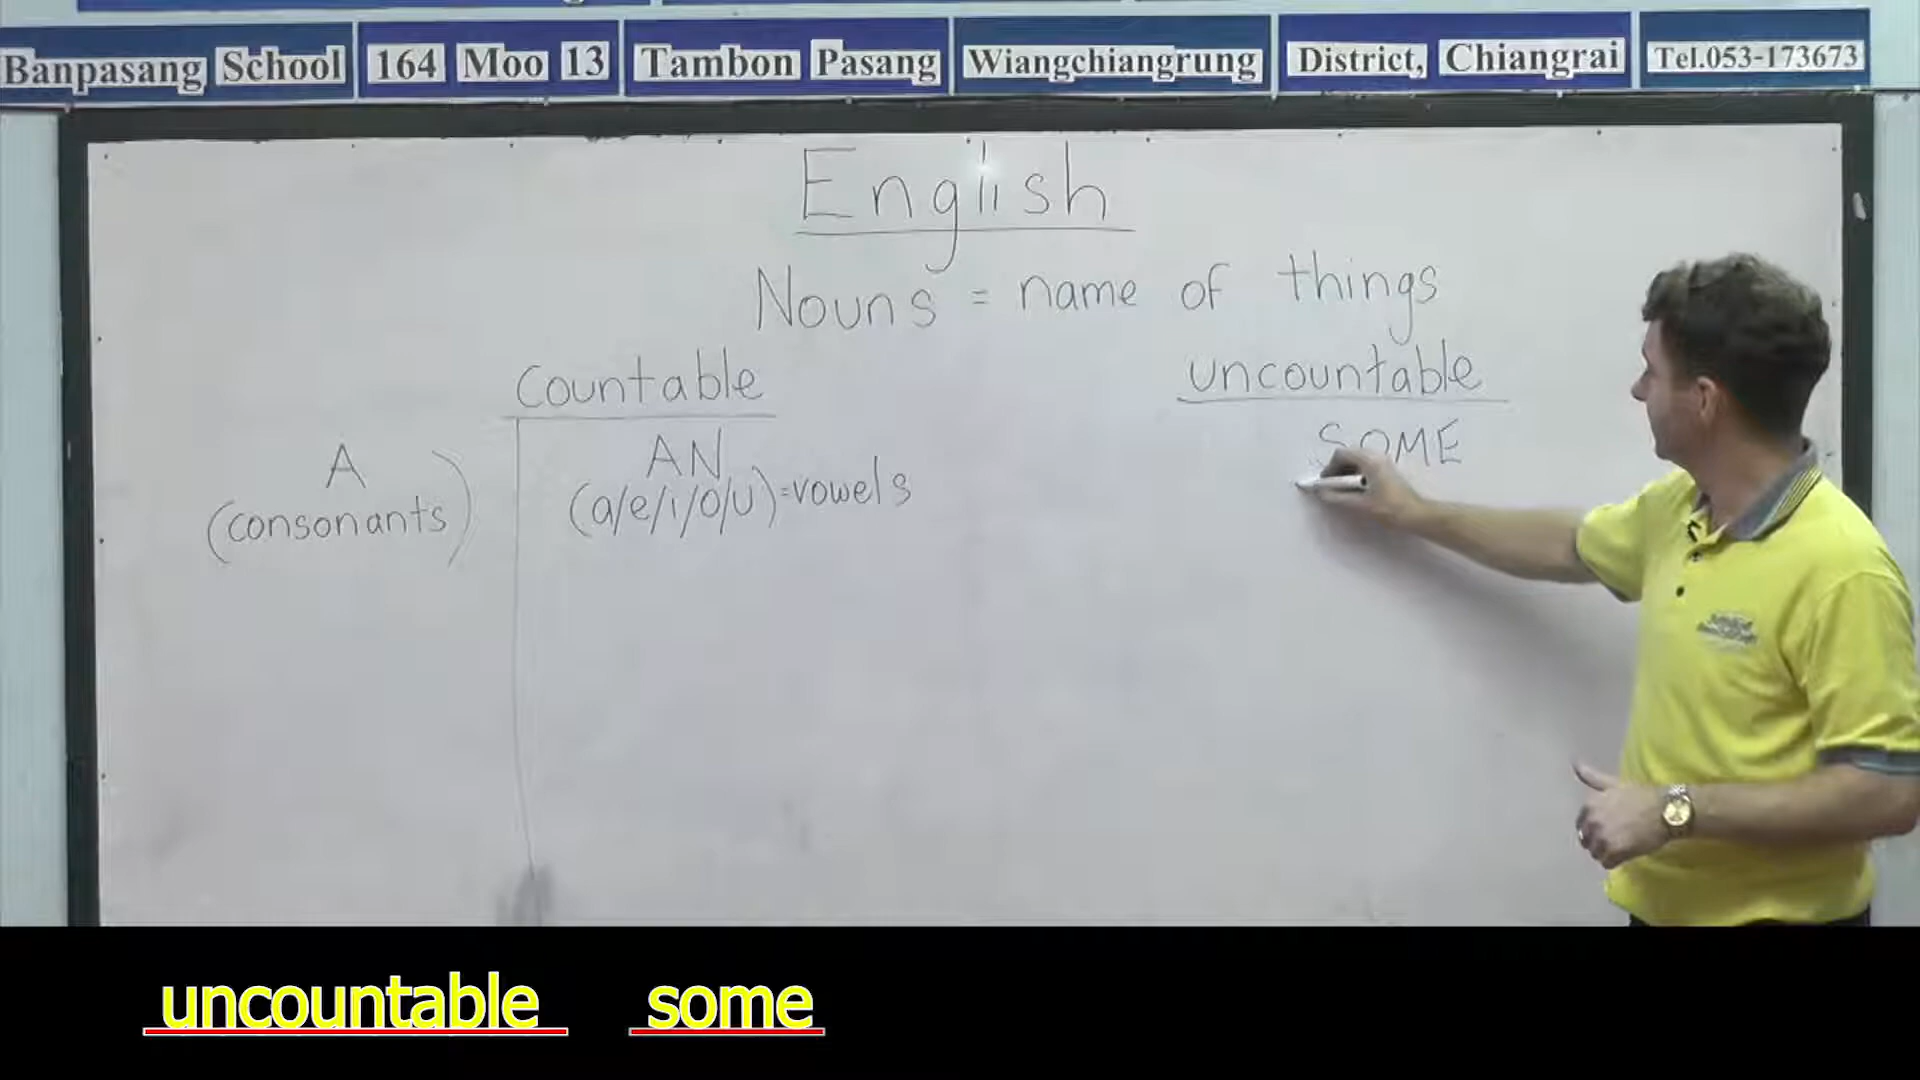 Banpasang School 164 Moo 13 Tambon Pasang Wiangchiangrung District, Chiangrai Tel.053-173673
English
Nouns = name of things
Countable
uncountable
A
AN
SOME
(consonants)
(a/e/i/o/u)=vowels
uncountable some